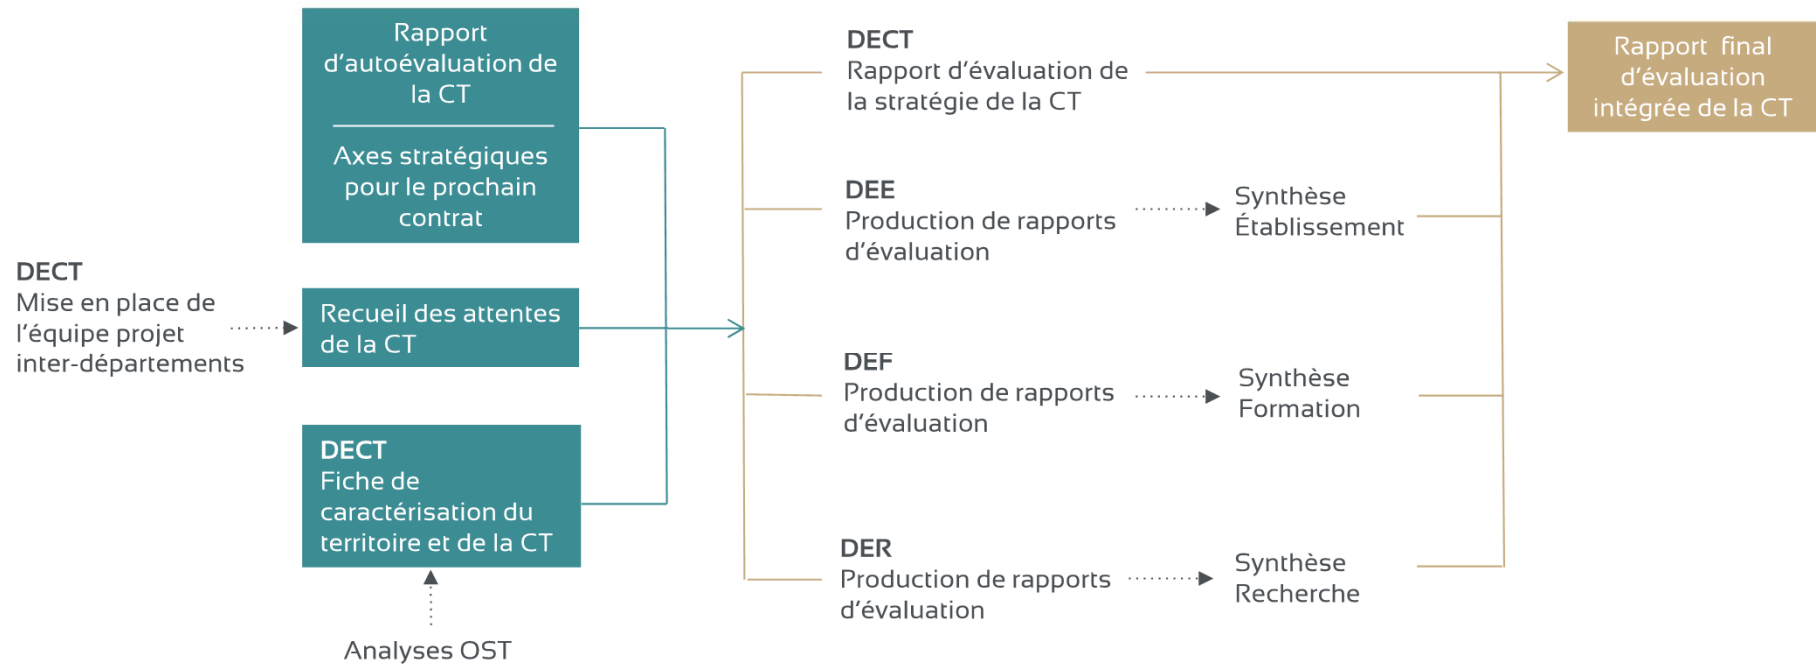 DECT
Mise en place de
l'équipe projet
inter-départements
Rapport
d'autoévaluation de
la CT
Axes stratégiques
pour le prochain
contrat
Recueil des attentes
de la CT
DECT
Fiche de
caractérisation du
territoire et de la CT
Analyses OST
DECT
Rapport d'évaluation de
la stratégie de la CT
DEE
Production de rapports
d'évaluation
Synthèse
Établissement
DEF
Production de rapports
d'évaluation
Synthèse
Formation
DER
Production de rapports
d'évaluation
Synthèse
Recherche
Rapport final
d'évaluation
intégrée de la CT